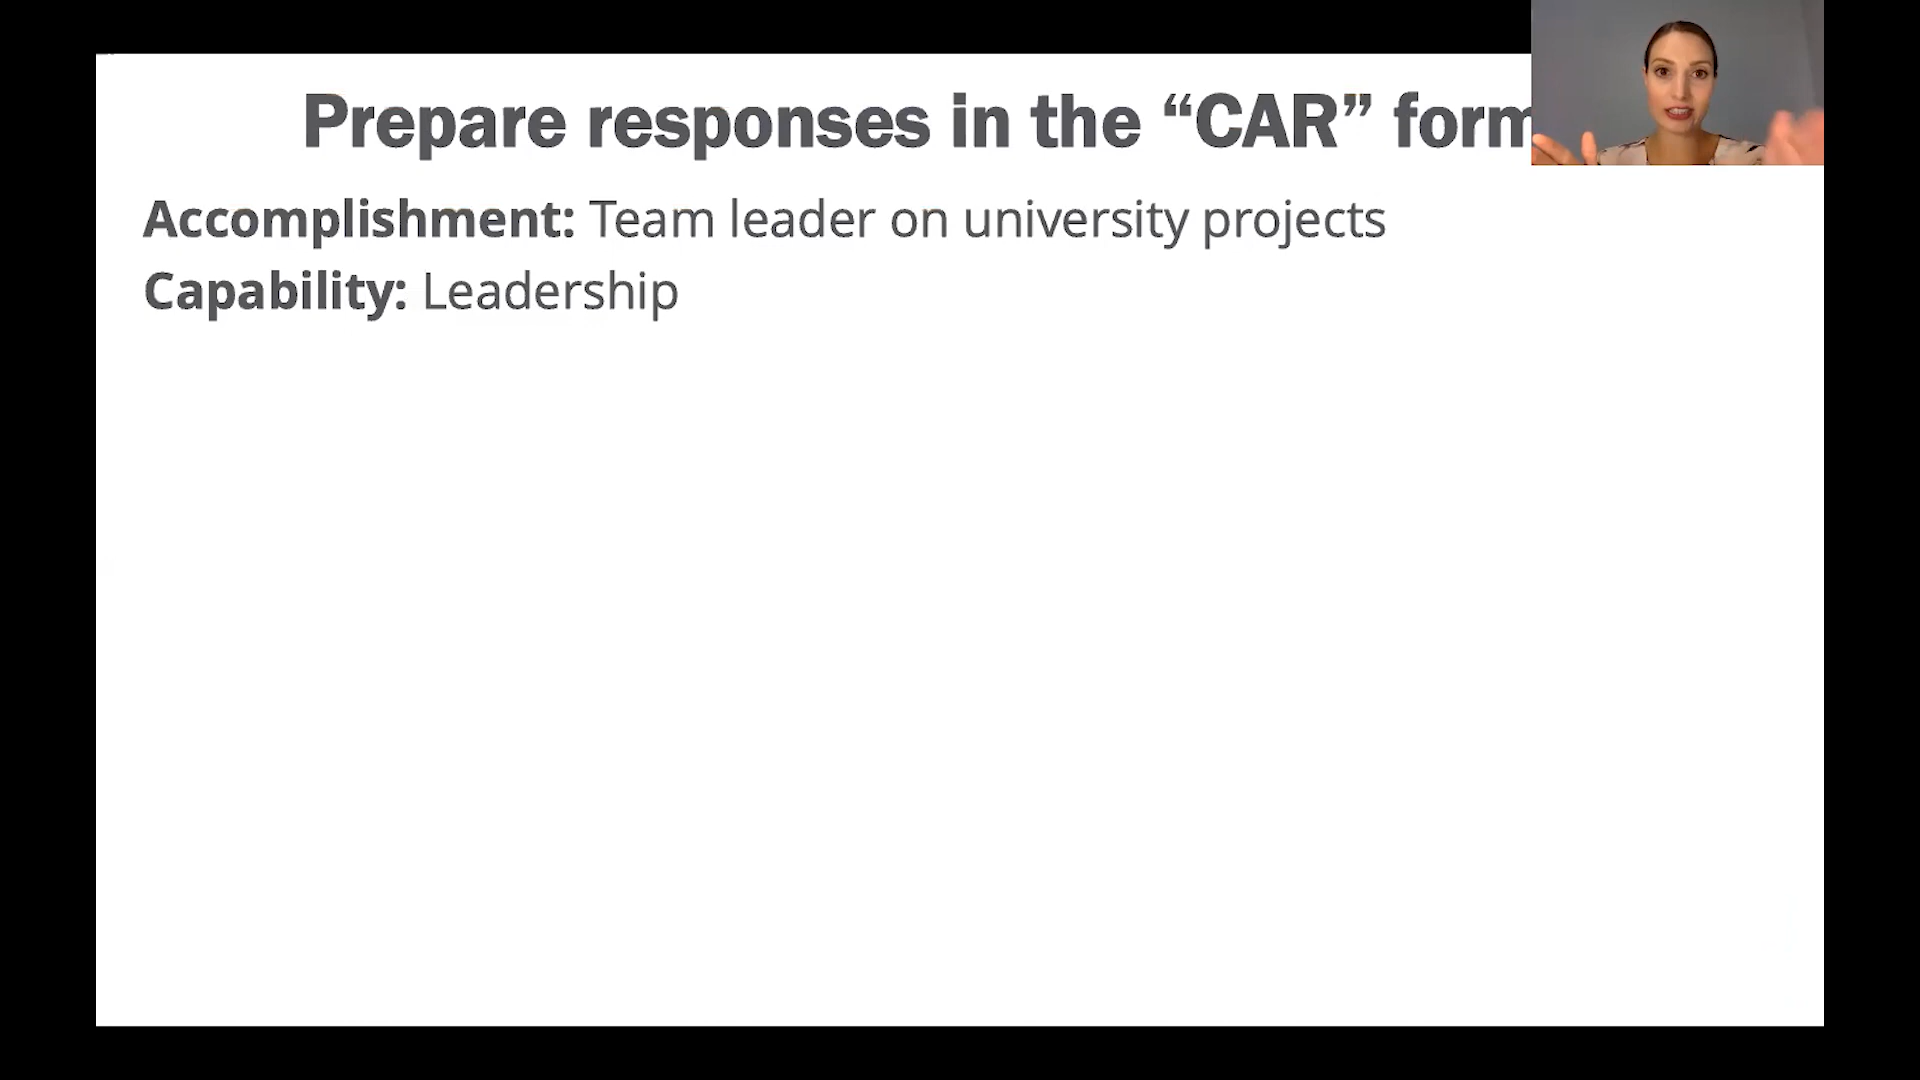 Prepare responses in the “CAR” form
Accomplishment: Team leader on university projects
Capability: Leadership